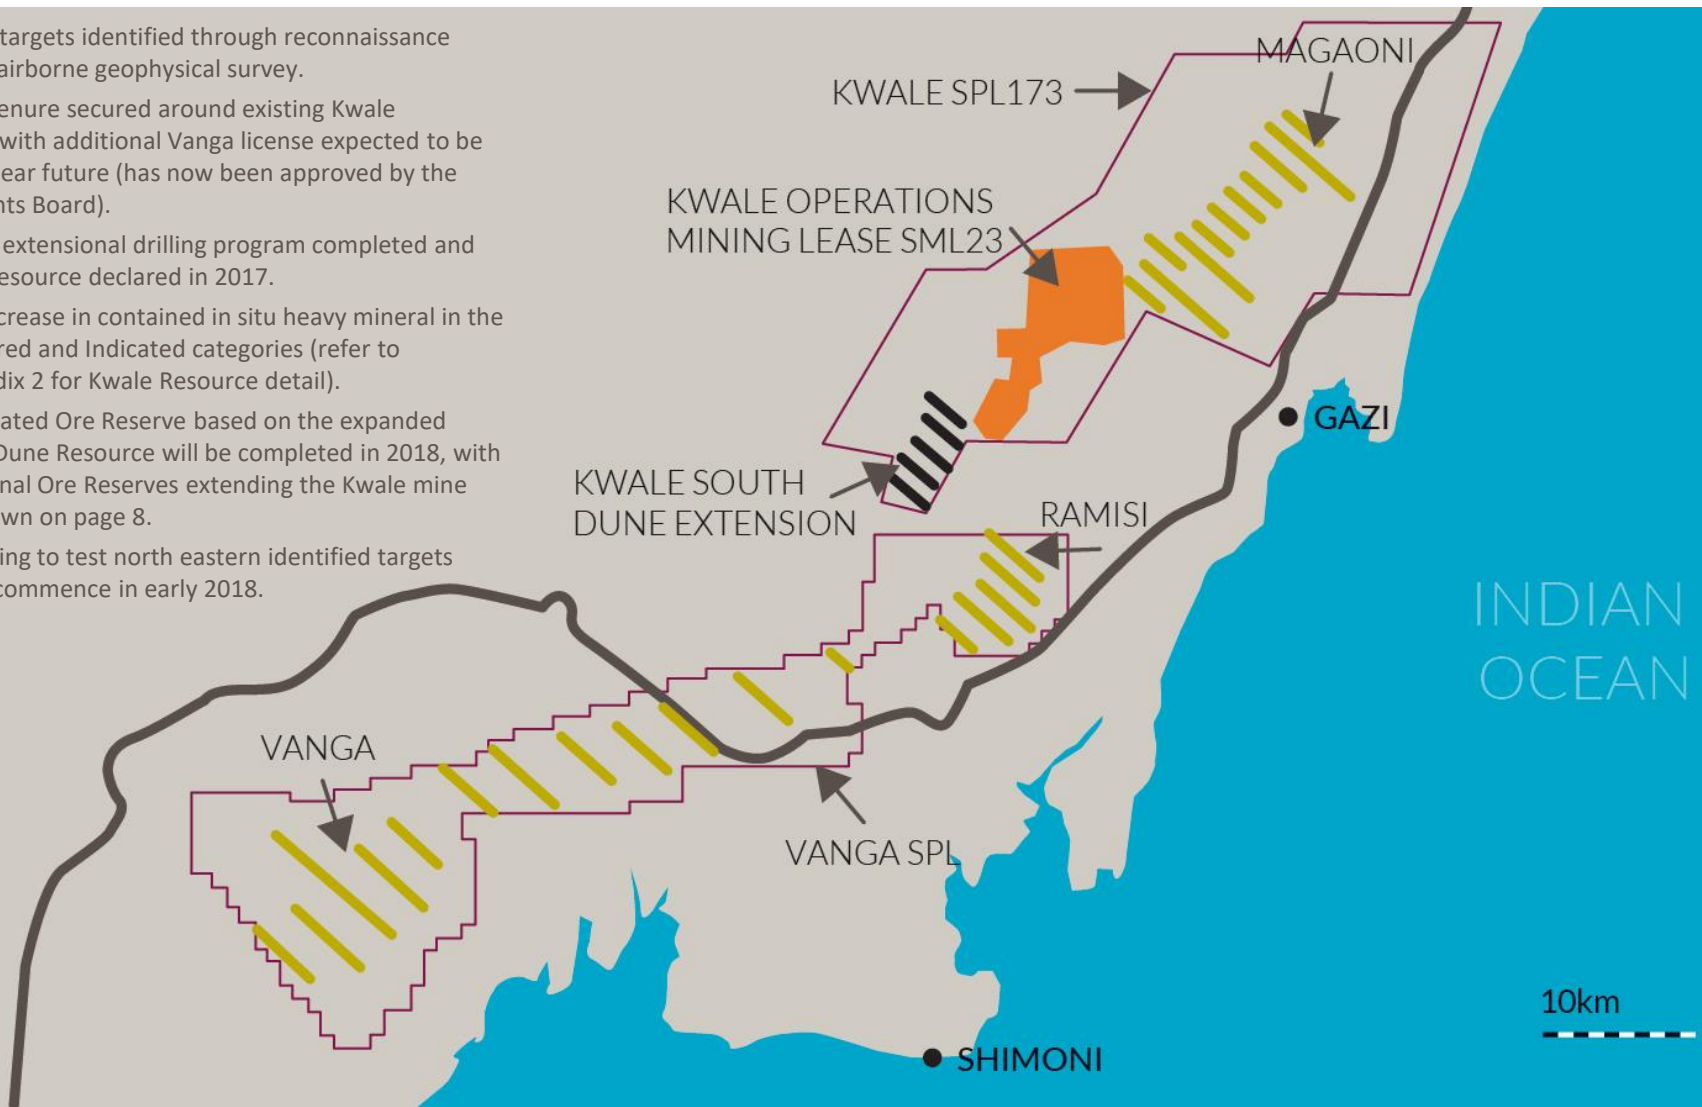 targets identified through reconnaissance
airborne geophysical survey.
enure secured around existing Kwale
with additional Vanga license expected to be
ear future (has now been approved by the
nts Board).
extensional drilling program completed and
esource declared in 2017.
crease in contained in situ heavy mineral in the
red and Indicated categories (refer to
dix 2 for Kwale Resource detail).
ated Ore Reserve based on the expanded
Dune Resource will be completed in 2018, with
nal Ore Reserves extending the Kwale mine
wn on page 8.
ing to test north eastern identified targets
commence in early 2018.
MAGAONI
KWALE SPL173
KWALE OPERATIONS
MINING LEASE SML23
GAZI
KWALE SOUTH
DUNE EXTENSION
RAMISI
INDIAN
OCEAN
VANGA
VANGA SPL
10km
SHIMONI